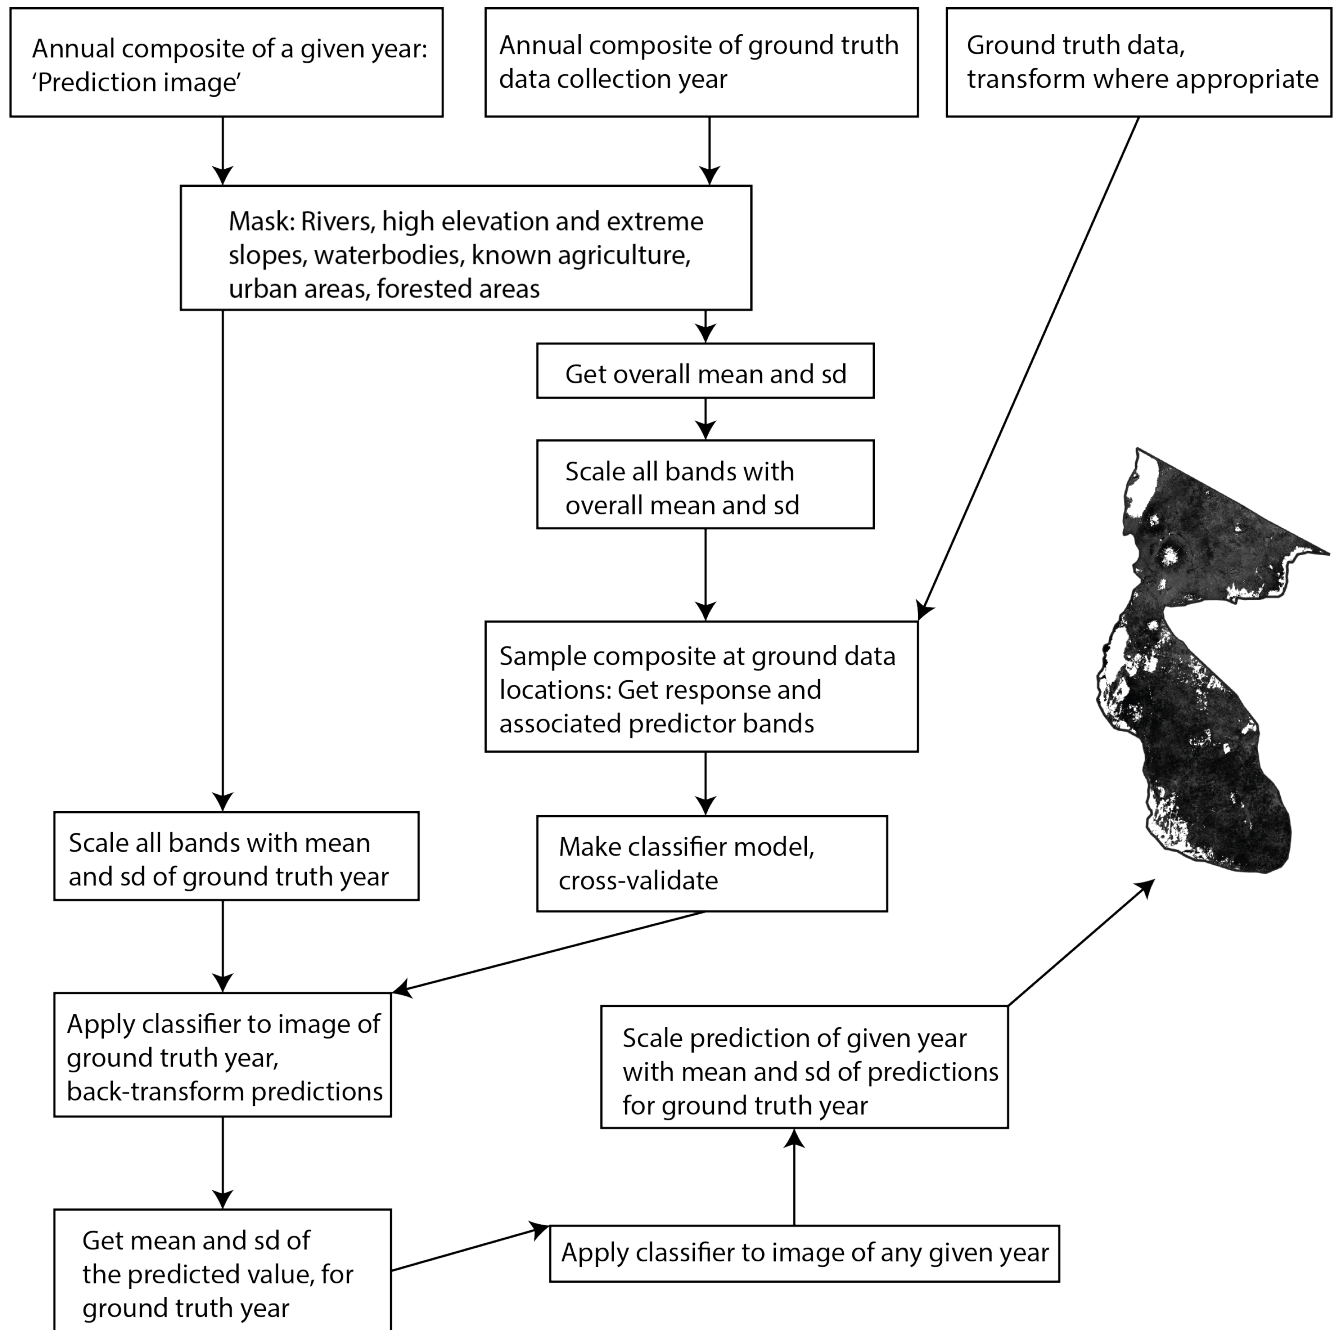 Annual composite of a given year:
‘Prediction image’
Annual composite of ground truth
data collection year
Ground truth data,
transform where appropriate
Mask: Rivers, high elevation and extreme
slopes, waterbodies, known agriculture,
urban areas, forested areas
Get overall mean and sd
Scale all bands with
overall mean and sd
Sample composite at ground data
locations: Get response and
associated predictor bands
Scale all bands with mean
and sd of ground truth year
Make classifier model,
cross-validate
Apply classifier to image of
ground truth year,
back-transform predictions
Scale prediction of given year
with mean and sd of predictions
for ground truth year
Get mean and sd of
the predicted value, for
ground truth year
Apply classifier to image of any given year